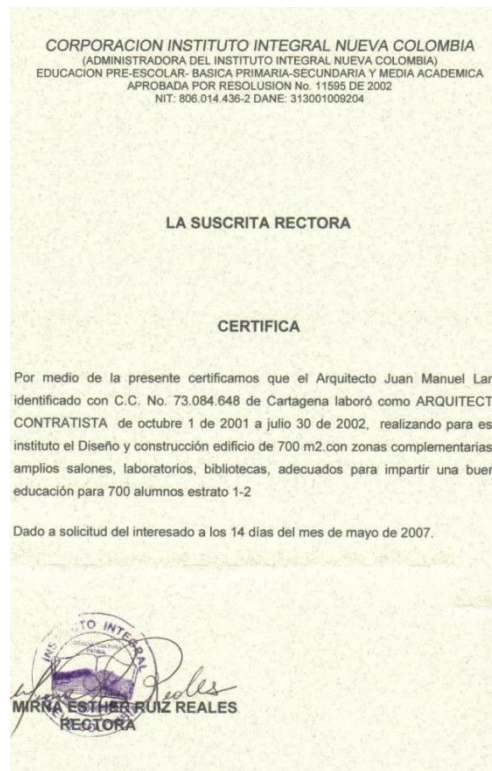 CORPORACION INSTITUTO INTEGRAL NUEVA COLOMBIA
(ADMINISTRADORA DEL INSTITUTO INTEGRAL NUEVA COLOMBIA)
EDUCACION PRE-ESCOLAR- BASICA PRIMARIA-SECUNDARIA Y MEDIA ACADEMICA
APROBADA POR RESOLUSION No. 11595 DE 2002
NIT: 806.014.436-2 DANE: 313001009204
LA SUSCRITA RECTORA
CERTIFICA
Por medio de la presente certificamos que el Arquitecto Juan Manuel Lar
identificado con C.C. No. 73.084.648 de Cartagena laboró como ARQUITECT
CONTRATISTA de octubre 1 de 2001 a julio 30 de 2002, realizando para es
instituto el Diseño y construcción edificio de 700 m2.con zonas complementarias
amplios salones, laboratorios, bibliotecas, adecuados para impartir una buer
educación para 700 alumnos estrato 1-2
Dado a solicitud del interesado a los 14 días del mes de mayo de 2007.
INSTITUTO INTEGRAL
MIRNA ESTHER RUIZ REALES
RECTORA